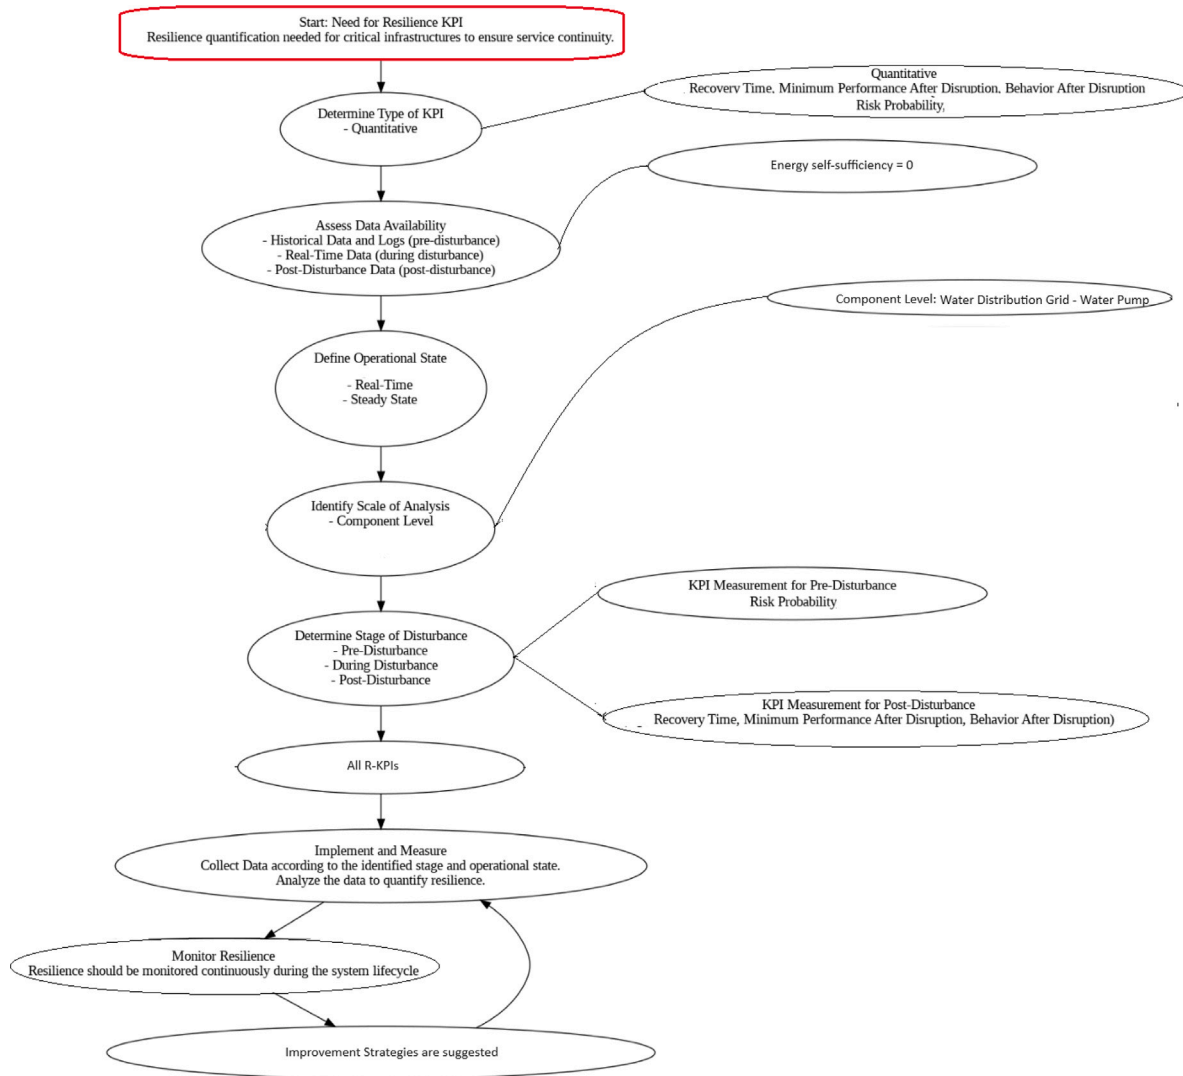 Start: Need for Resilience KPI
Resilience quantification needed for critical infrastructures to ensure service continuity.
Quantitative
Recovery Time, Minimum Performance After Disruption, Behavior After Disruption
Risk Probability,
Determine Type of KPI
- Quantitative
Energy self-sufficiency = 0
Assess Data Availability
- Historical Data and Logs (pre-disturbance)
- Real-Time Data (during disturbance)
- Post-Disturbance Data (post-disturbance)
Component Level: Water Distribution Grid - Water Pump
Define Operational State
- Real-Time
- Steady State
Identify Scale of Analysis
- Component Level
KPI Measurement for Pre-Disturbance
Risk Probability
Determine Stage of Disturbance
- Pre-Disturbance
- During Disturbance
- Post-Disturbance
KPI Measurement for Post-Disturbance
Recovery Time, Minimum Performance After Disruption, Behavior After Disruption)
All R-KPIs
Implement and Measure
Collect Data according to the identified stage and operational state.
Analyze the data to quantify resilience.
Monitor Resilience
Resilience should be monitored continuously during the system lifecycle
Improvement Strategies are suggested